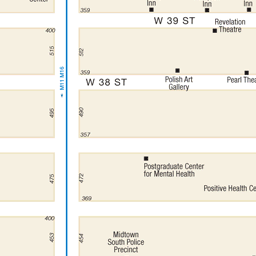 Center
359
Inn
Inn
Inn
W 39 ST
400
Revelation
Theatre
515
359
Polish Art
Gallery
Pearl Thea
M11 M16
W 38 ST
495
490
357
Postgraduate Center
for Mental Health
475
472
Positive Health Ce
369
400
453
454
Midtown
South Police
Precinct